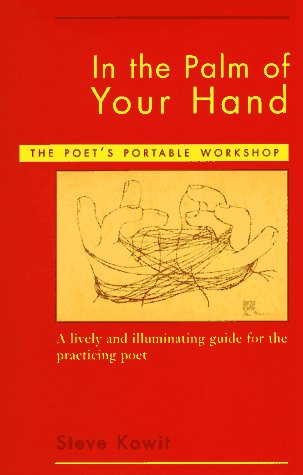 In the Palm of
Your Hand
THE POET'S PORTABLE WORKSHOP
A lively and illuminating guide for the
practicing poet
Steve Kowit